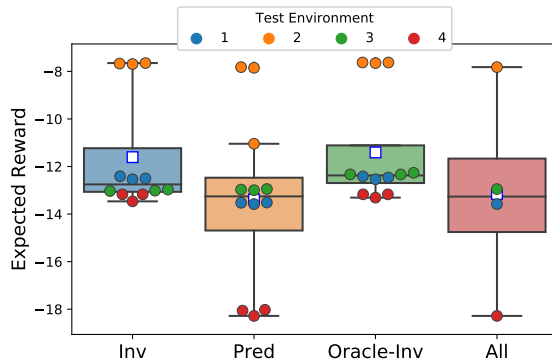 Test Environment
1 2 3 4
Expected Reward
−8
−10
−12
−14
−16
−18
Inv Pred Oracle-Inv All